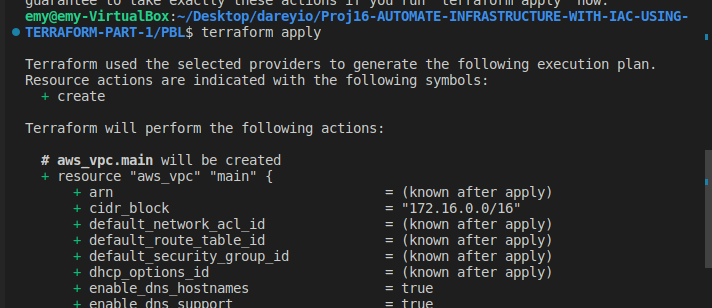 guarantee to take exactly these actions if you run "terraform apply" now.
emy@emy-VirtualBox:~/Desktop/dareyio/Proj16-AUTOMATE-INFRASTRUCTURE-WITH-IAC-USING-
TERRAFORM-PART-1/PBL$ terraform apply
Terraform used the selected providers to generate the following execution plan.
Resource actions are indicated with the following symbols:
+ create
Terraform will perform the following actions:
# aws_vpc.main will be created
+ resource "aws_vpc" "main" {
+ arn = (known after apply)
+ cidr_block = "172.16.0.0/16"
+ default_network_acl_id = (known after apply)
+ default_route_table_id = (known after apply)
+ default_security_group_id = (known after apply)
+ dhcp_options_id = (known after apply)
+ enable_dns_hostnames = true
+ enable_dns_support = true